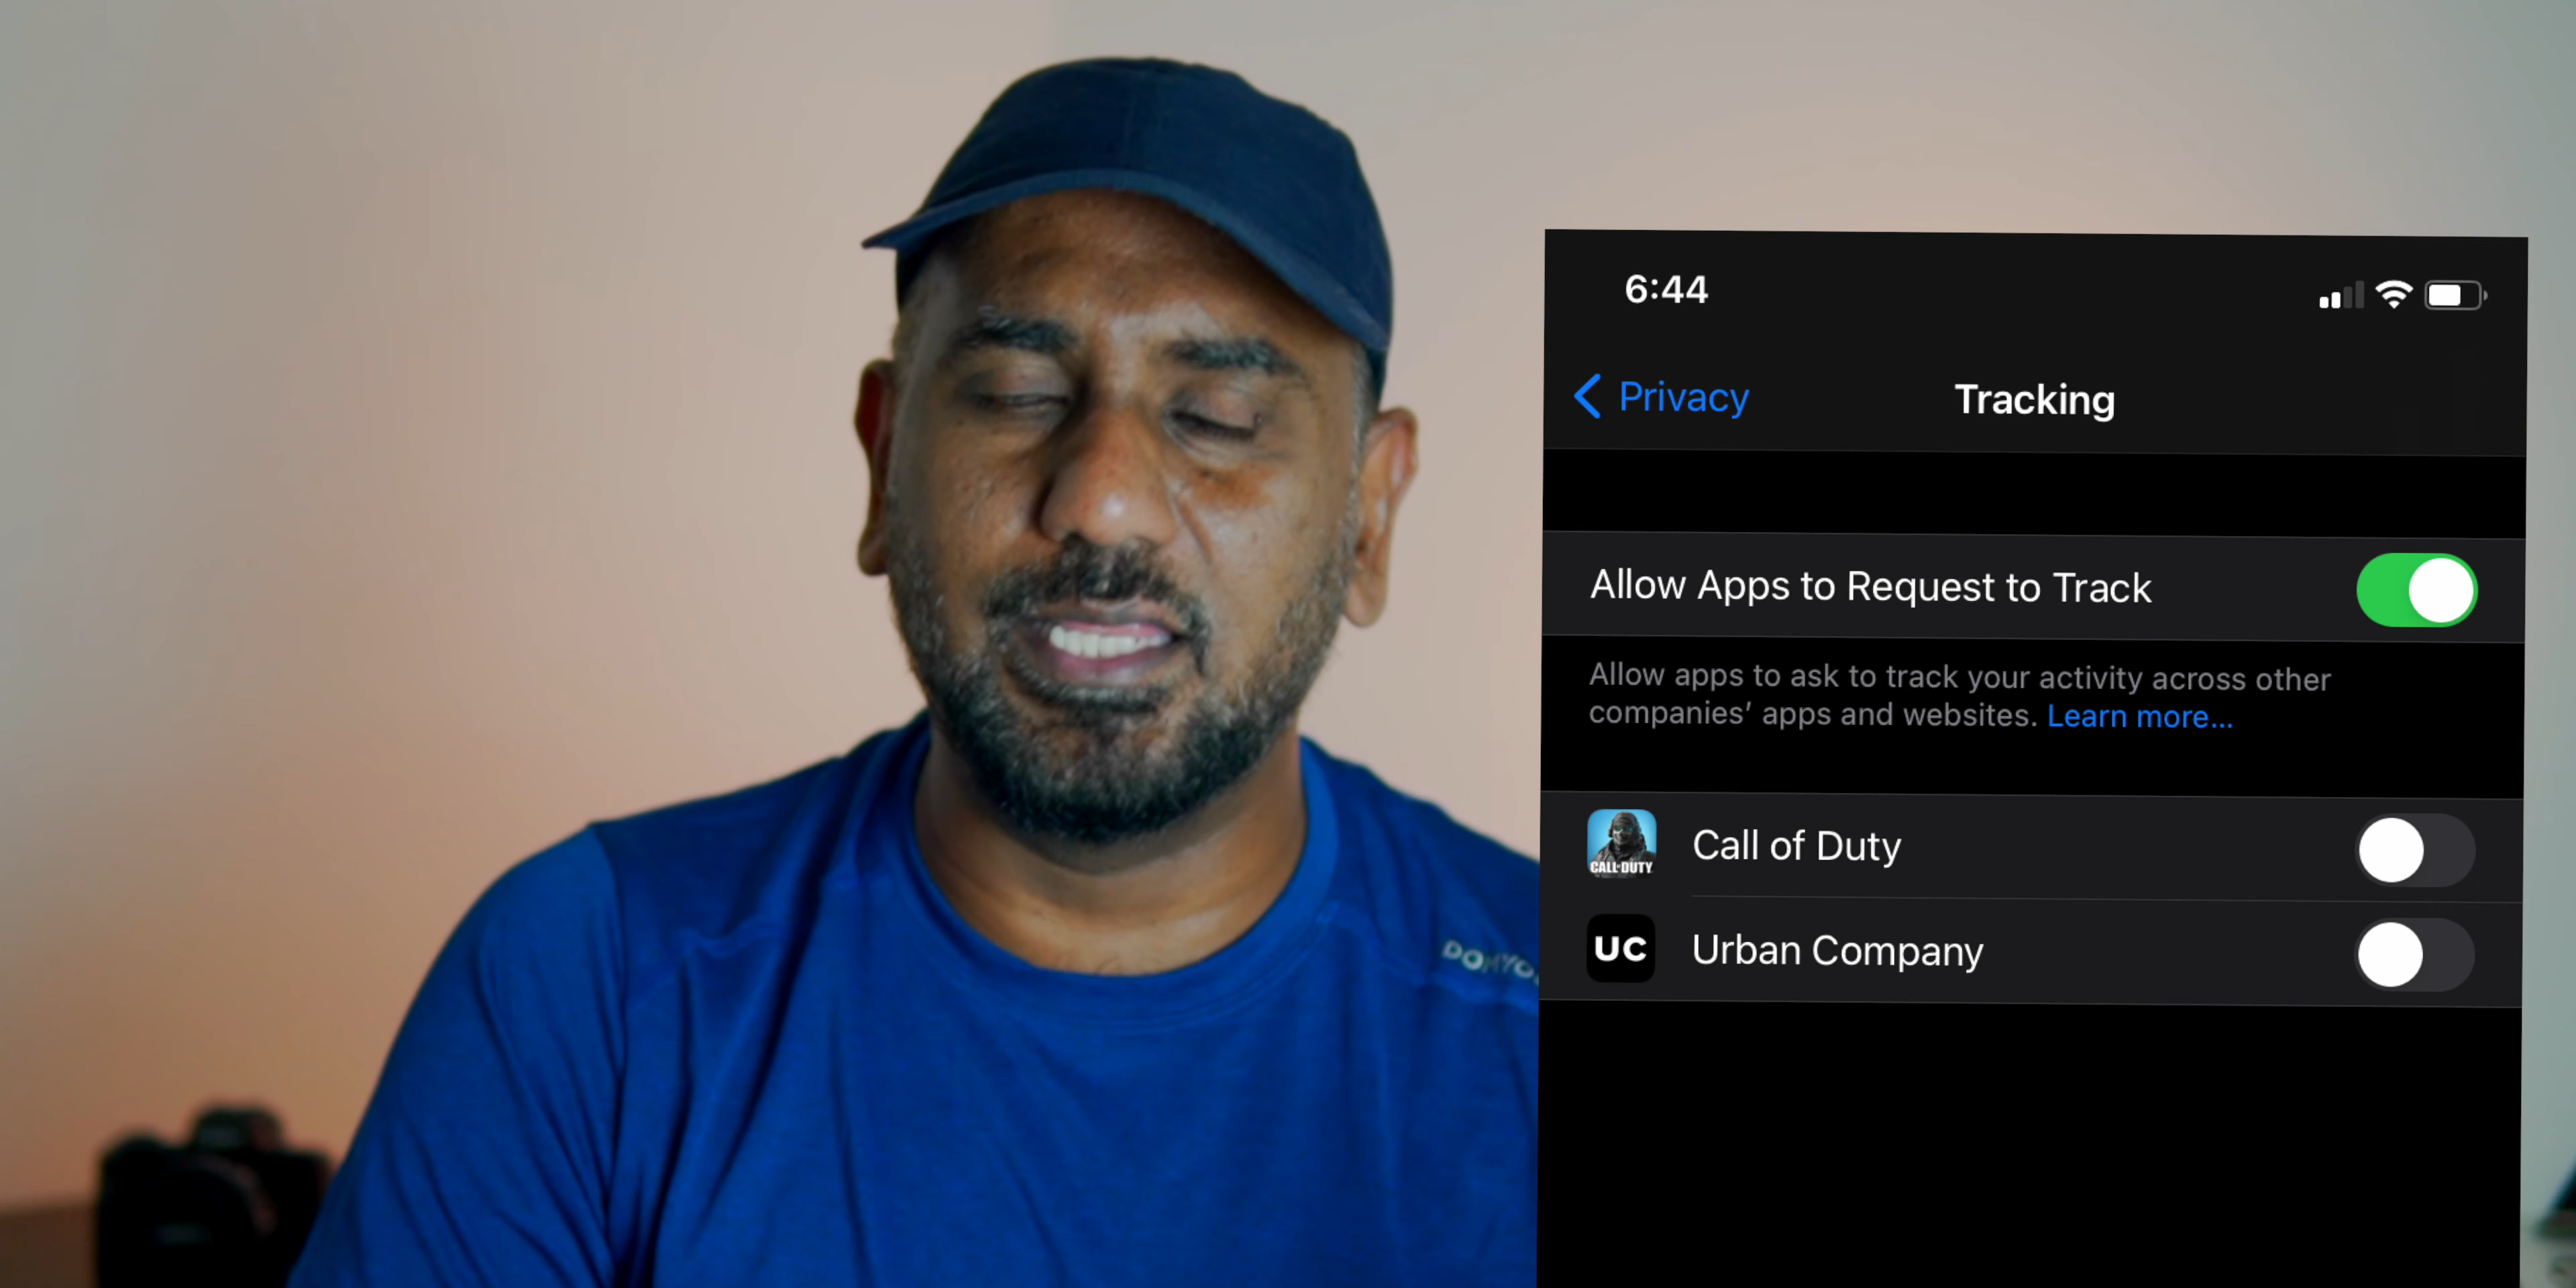 6:44
Privacy
Tracking
Allow Apps to Request to Track
Allow apps to ask to track your activity across other
companies’ apps and websites. Learn more...
CALL·DUTY
Call of Duty
UC
Urban Company